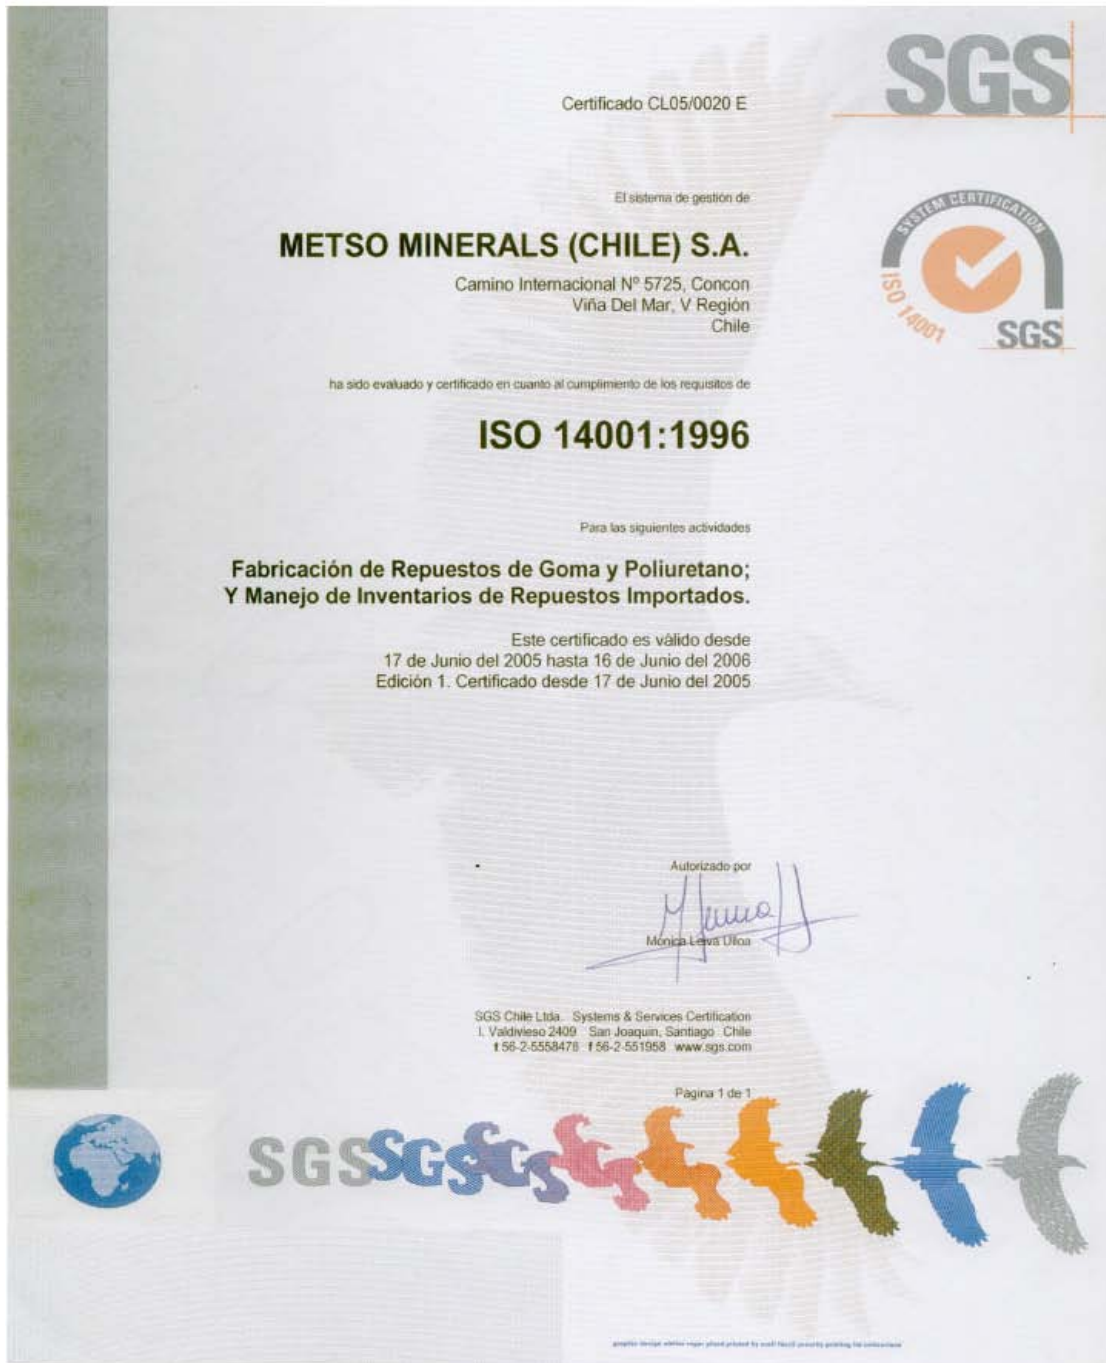 SGS
Certificado CL05/0020 E
SYSTEM CERTIFICATION
ISO 14001
SGS
El sistema de gestión de
METSO MINERALS (CHILE) S.A.
Camino Internacional Nº 5725, Concon
Viña Del Mar, V Región
Chile
ha sido evaluado y certificado en cuanto al cumplimiento de los requisitos de
ISO 14001:1996
Para las siguientes actividades
Fabricación de Repuestos de Goma y Poliuretano;
Y Manejo de Inventarios de Repuestos Importados.
Este certificado es válido desde
17 de Junio del 2005 hasta 16 de Junio del 2006
Edición 1. Certificado desde 17 de Junio del 2005
Autorizado por
Mónica Leiva Ulloa
SGS Chile Ltda. Systems & Services Certification
I. Valdivieso 2409 San Joaquin, Santiago Chile
t 56-2-5558478 f 56-2-551958 www.sgs.com
Página 1 de 1
SGS SGS SGS